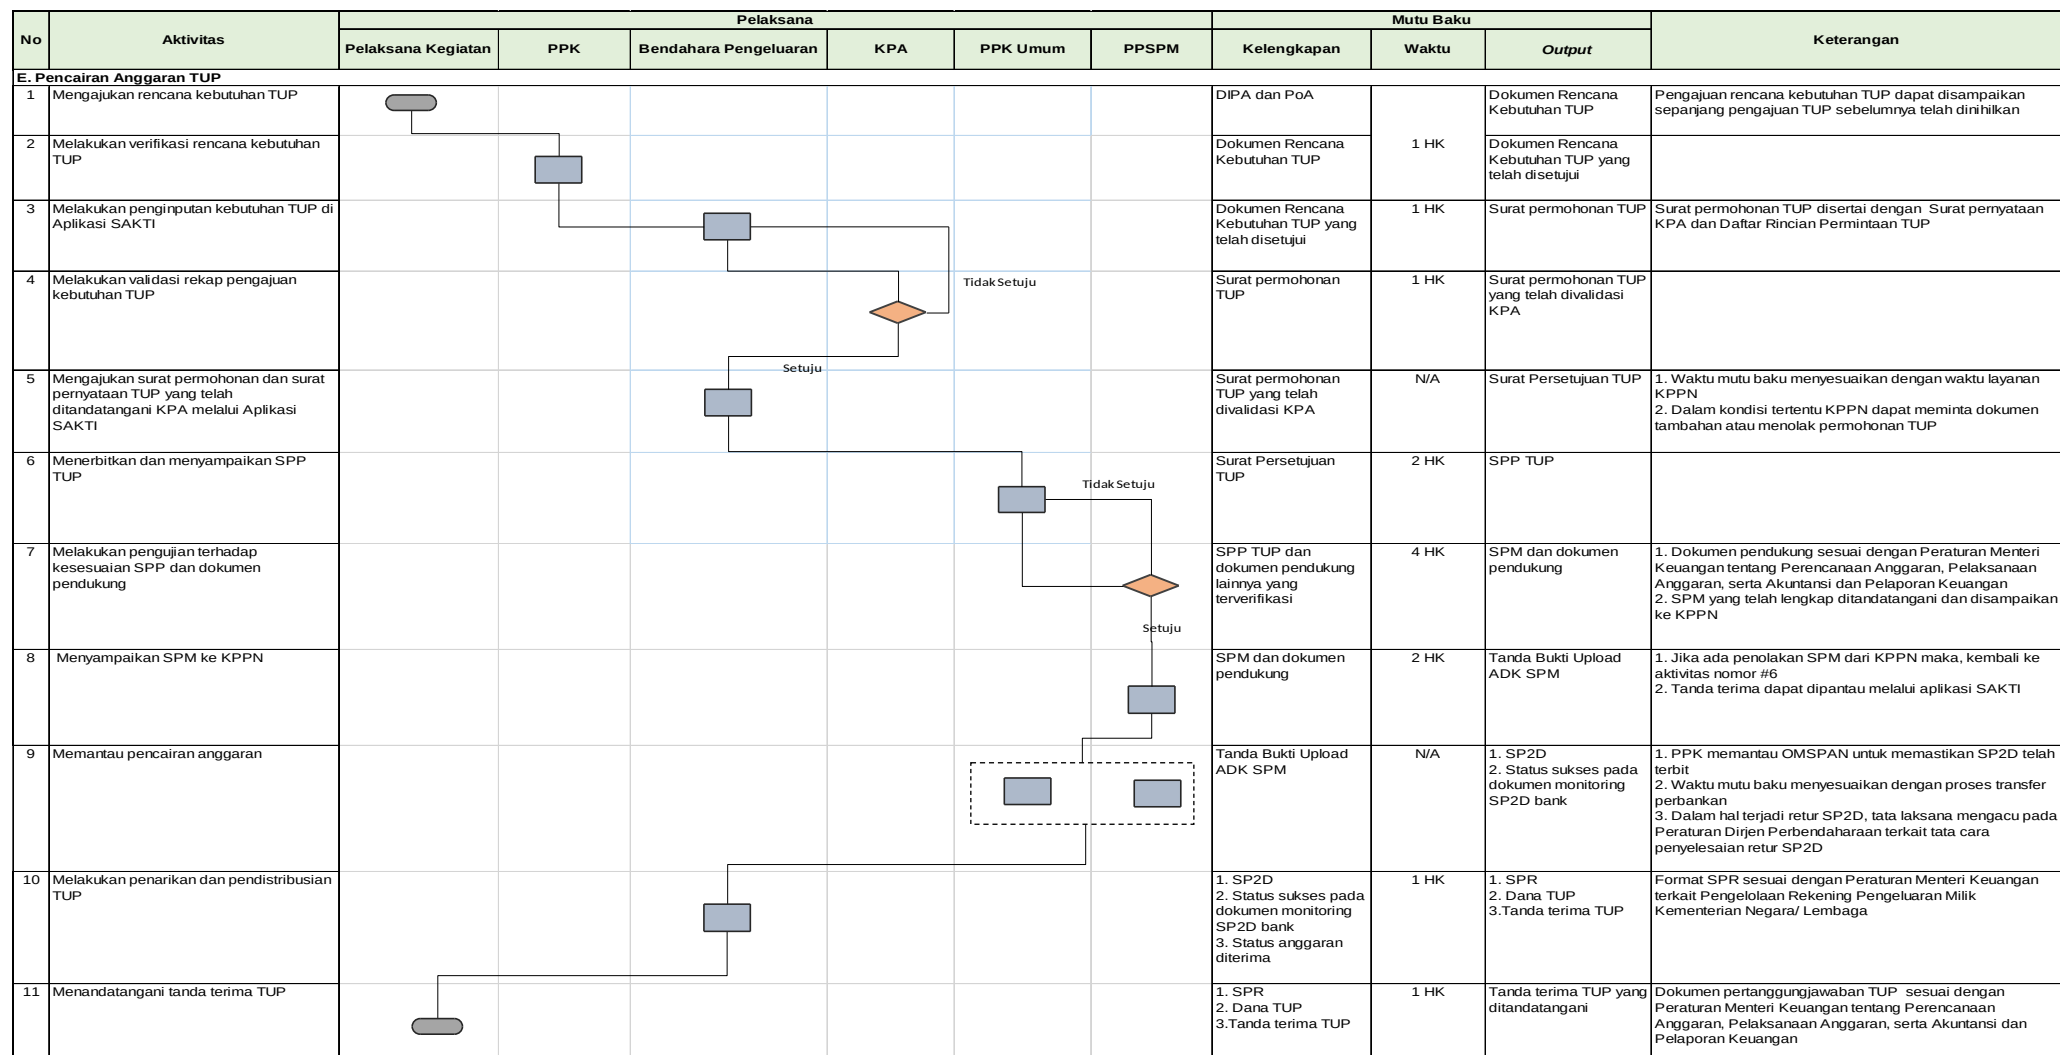 No
Aktivitas
Pelaksana
Mutu Baku
Keterangan
Pelaksana Kegiatan
PPK
Bendahara Pengeluaran
KPA
PPK Umum
PPSPM
Kelengkapan
Waktu
Output
E. Pencairan Anggaran TUP
1
Mengajukan rencana kebutuhan TUP
DIPA dan PoA
Dokumen Rencana
Kebutuhan TUP
Pengajuan rencana kebutuhan TUP dapat disampaikan
sepanjang pengajuan TUP sebelumnya telah dinihilkan
2
Melakukan verifikasi rencana kebutuhan
TUP
Dokumen Rencana
Kebutuhan TUP
1 HK
Dokumen Rencana
Kebutuhan TUP yang
telah disetujui
3
Melakukan penginputan kebutuhan TUP di
Aplikasi SAKTI
Dokumen Rencana
Kebutuhan TUP yang
telah disetujui
1 HK
Surat permohonan TUP
Surat permohonan TUP disertai dengan  Surat pernyataan
KPA dan Daftar Rincian Permintaan TUP
4
Melakukan validasi rekap pengajuan
kebutuhan TUP
Tidak Setuju
Setuju
Surat permohonan
TUP
1 HK
Surat permohonan TUP
yang telah divalidasi
KPA
5
Mengajukan surat permohonan dan surat
pernyataan TUP yang telah
ditandatangani KPA melalui Aplikasi
SAKTI
Surat permohonan
TUP yang telah
divalidasi KPA
N/A
Surat Persetujuan TUP
1. Waktu mutu baku menyesuaikan dengan waktu layanan
KPPN
2. Dalam kondisi tertentu KPPN dapat meminta dokumen
tambahan atau menolak permohonan TUP
6
Menerbitkan dan menyampaikan SPP
TUP
Tidak Setuju
Surat Persetujuan
TUP
2 HK
SPP TUP
7
Melakukan pengujian terhadap
kesesuaian SPP dan dokumen
pendukung
Setuju
SPP TUP dan
dokumen pendukung
lainnya yang
terverifikasi
4 HK
SPM dan dokumen
pendukung
1. Dokumen pendukung sesuai dengan Peraturan Menteri
Keuangan tentang Perencanaan Anggaran, Pelaksanaan
Anggaran, serta Akuntansi dan Pelaporan Keuangan
2. SPM yang telah lengkap ditandatangani dan disampaikan
ke KPPN
8
Menyampaikan SPM ke KPPN
SPM dan dokumen
pendukung
2 HK
Tanda Bukti Upload
ADK SPM
1. Jika ada penolakan SPM dari KPPN maka, kembali ke
aktivitas nomor #6
2. Tanda terima dapat dipantau melalui aplikasi SAKTI
9
Memantau pencairan anggaran
Tanda Bukti Upload
ADK SPM
N/A
1. SP2D
2. Status sukses pada
dokumen monitoring
SP2D bank
1. PPK memantau OMSPAN untuk memastikan SP2D telah
terbit
2. Waktu mutu baku menyesuaikan dengan proses transfer
perbankan
3. Dalam hal terjadi retur SP2D, tata laksana mengacu pada
Peraturan Dirjen Perbendaharaan terkait tata cara
penyelesaian retur SP2D
10
Melakukan penarikan dan pendistribusian
TUP
1. SP2D
2. Status sukses pada
dokumen monitoring
SP2D bank
3. Status anggaran
diterima
1 HK
1. SPR
2. Dana TUP
3.Tanda terima TUP
Format SPR sesuai dengan Peraturan Menteri Keuangan
terkait Pengelolaan Rekening Pengeluaran Milik
Kementerian Negara/ Lembaga
11
Menandatangani tanda terima TUP
1. SPR
2. Dana TUP
3.Tanda terima TUP
1 HK
Tanda terima TUP yang
ditandatangani
Dokumen pertanggungjawaban TUP  sesuai dengan
Peraturan Menteri Keuangan tentang Perencanaan
Anggaran, Pelaksanaan Anggaran, serta Akuntansi dan
Pelaporan Keuangan